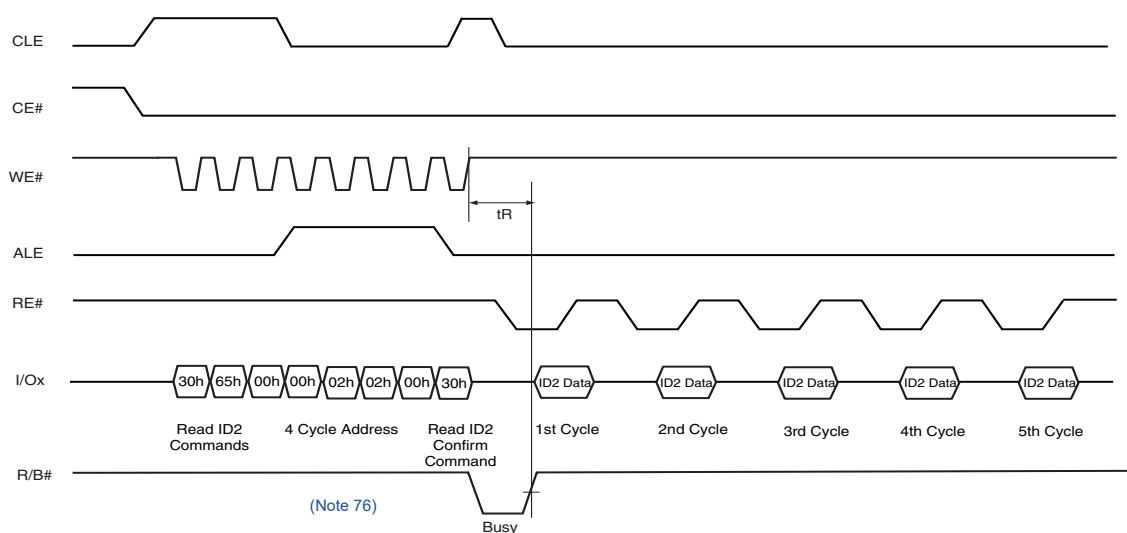 CLE
CE#
WE#
tR
ALE
RE#
I/Ox 30h 65h 00h 00h 02h 02h 00h 30h ID2 Data ID2 Data ID2 Data ID2 Data ID2 Data
Read ID2 Commands 4 Cycle Address Read ID2 Confirm Command 1st Cycle 2nd Cycle 3rd Cycle 4th Cycle 5th Cycle
R/B#
(Note 76)
Busy